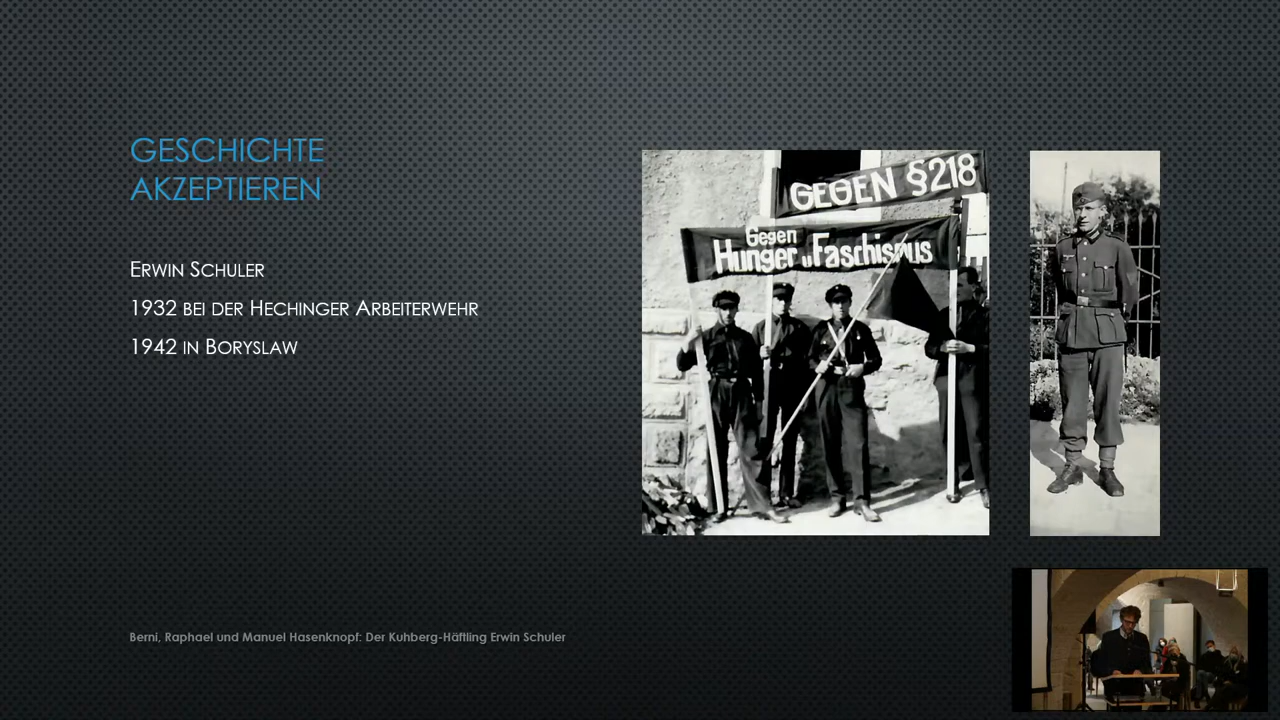 GESCHICHTE
AKZEPTIEREN
ERWIN SCHULER
1932 BEI DER HECHINGER ARBEITERWEHR
1942 IN BORYSLAW
GEGEN §218
Gegen
Hunger u. Faschismus
Berni, Raphael und Manuel Hasenknopf: Der Kuhberg-Häftling Erwin Schuler